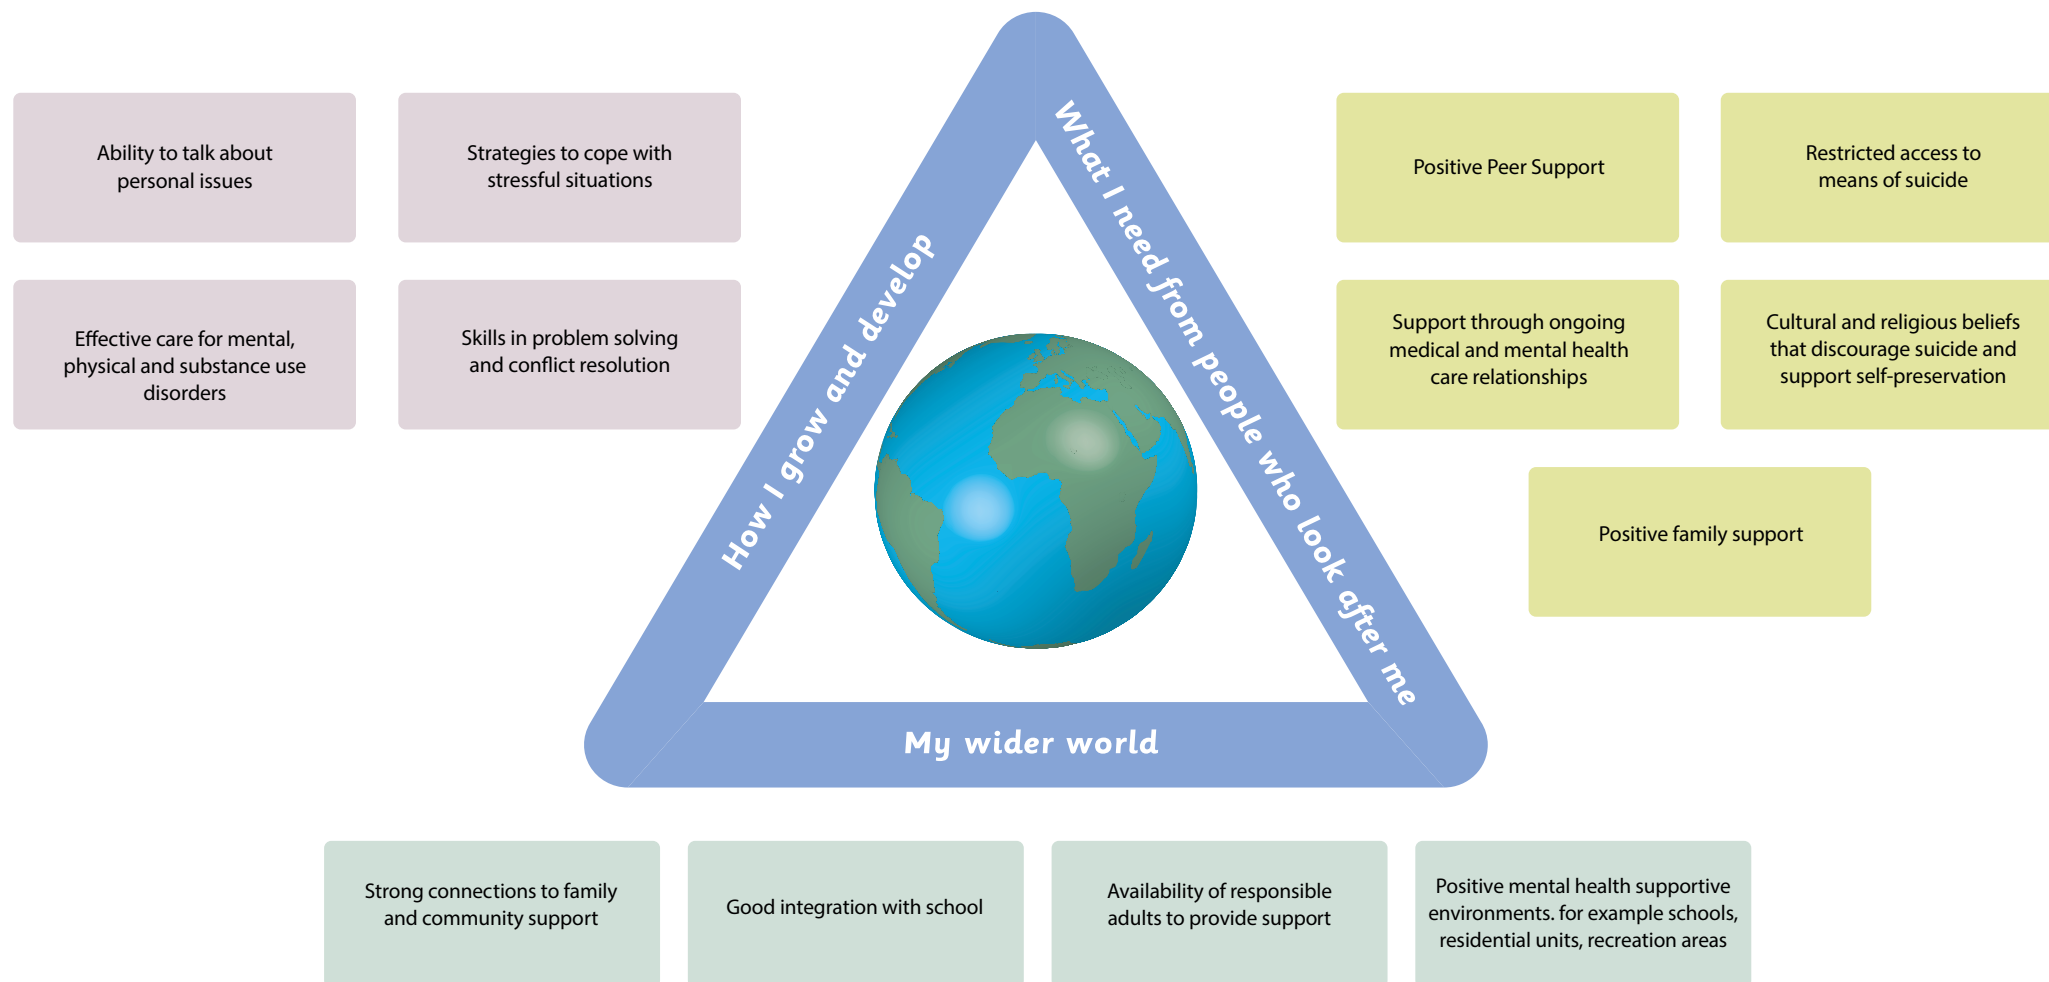 Ability to talk about
personal issues
Strategies to cope with
stressful situations
Effective care for mental,
physical and substance use
disorders
Skills in problem solving
and conflict resolution
How I grow and develop
What I need from people who look after me
My wider world
Positive Peer Support
Restricted access to
means of suicide
Support through ongoing
medical and mental health
care relationships
Cultural and religious beliefs
that discourage suicide and
support self-preservation
Positive family support
Strong connections to family
and community support
Good integration with school
Availability of responsible
adults to provide support
Positive mental health supportive
environments. for example schools,
residential units, recreation areas